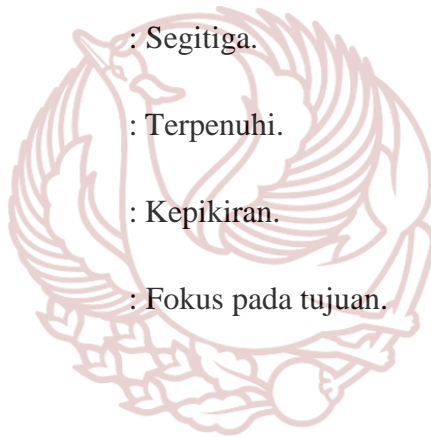 : Segitiga.
: Terpenuhi.
: Kepikiran.
: Fokus pada tujuan.